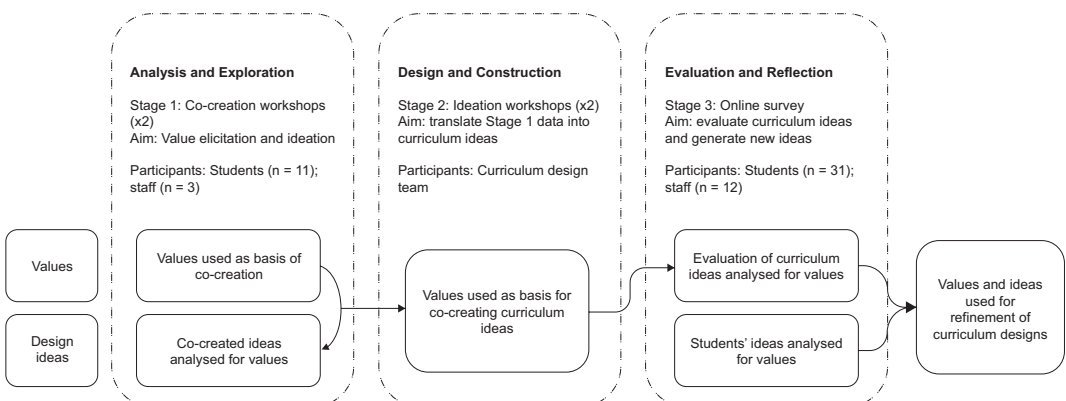 Analysis and Exploration
Stage 1: Co-creation workshops
(x2)
Aim: Value elicitation and ideation
Participants: Students (n = 11);
staff (n = 3)
Design and Construction
Stage 2: Ideation workshops (x2)
Aim: translate Stage 1 data into
curriculum ideas
Participants: Curriculum design
team
Evaluation and Reflection
Stage 3: Online survey
Aim: evaluate curriculum ideas
and generate new ideas
Participants: Students (n = 31);
staff (n = 12)
Values
Design
ideas
Values used as basis of
co-creation
Co-created ideas
analysed for values
Values used as basis for
co-creating curriculum
ideas
Evaluation of curriculum
ideas analysed for values
Students' ideas analysed
for values
Values and ideas
used for
refinement of
curriculum designs